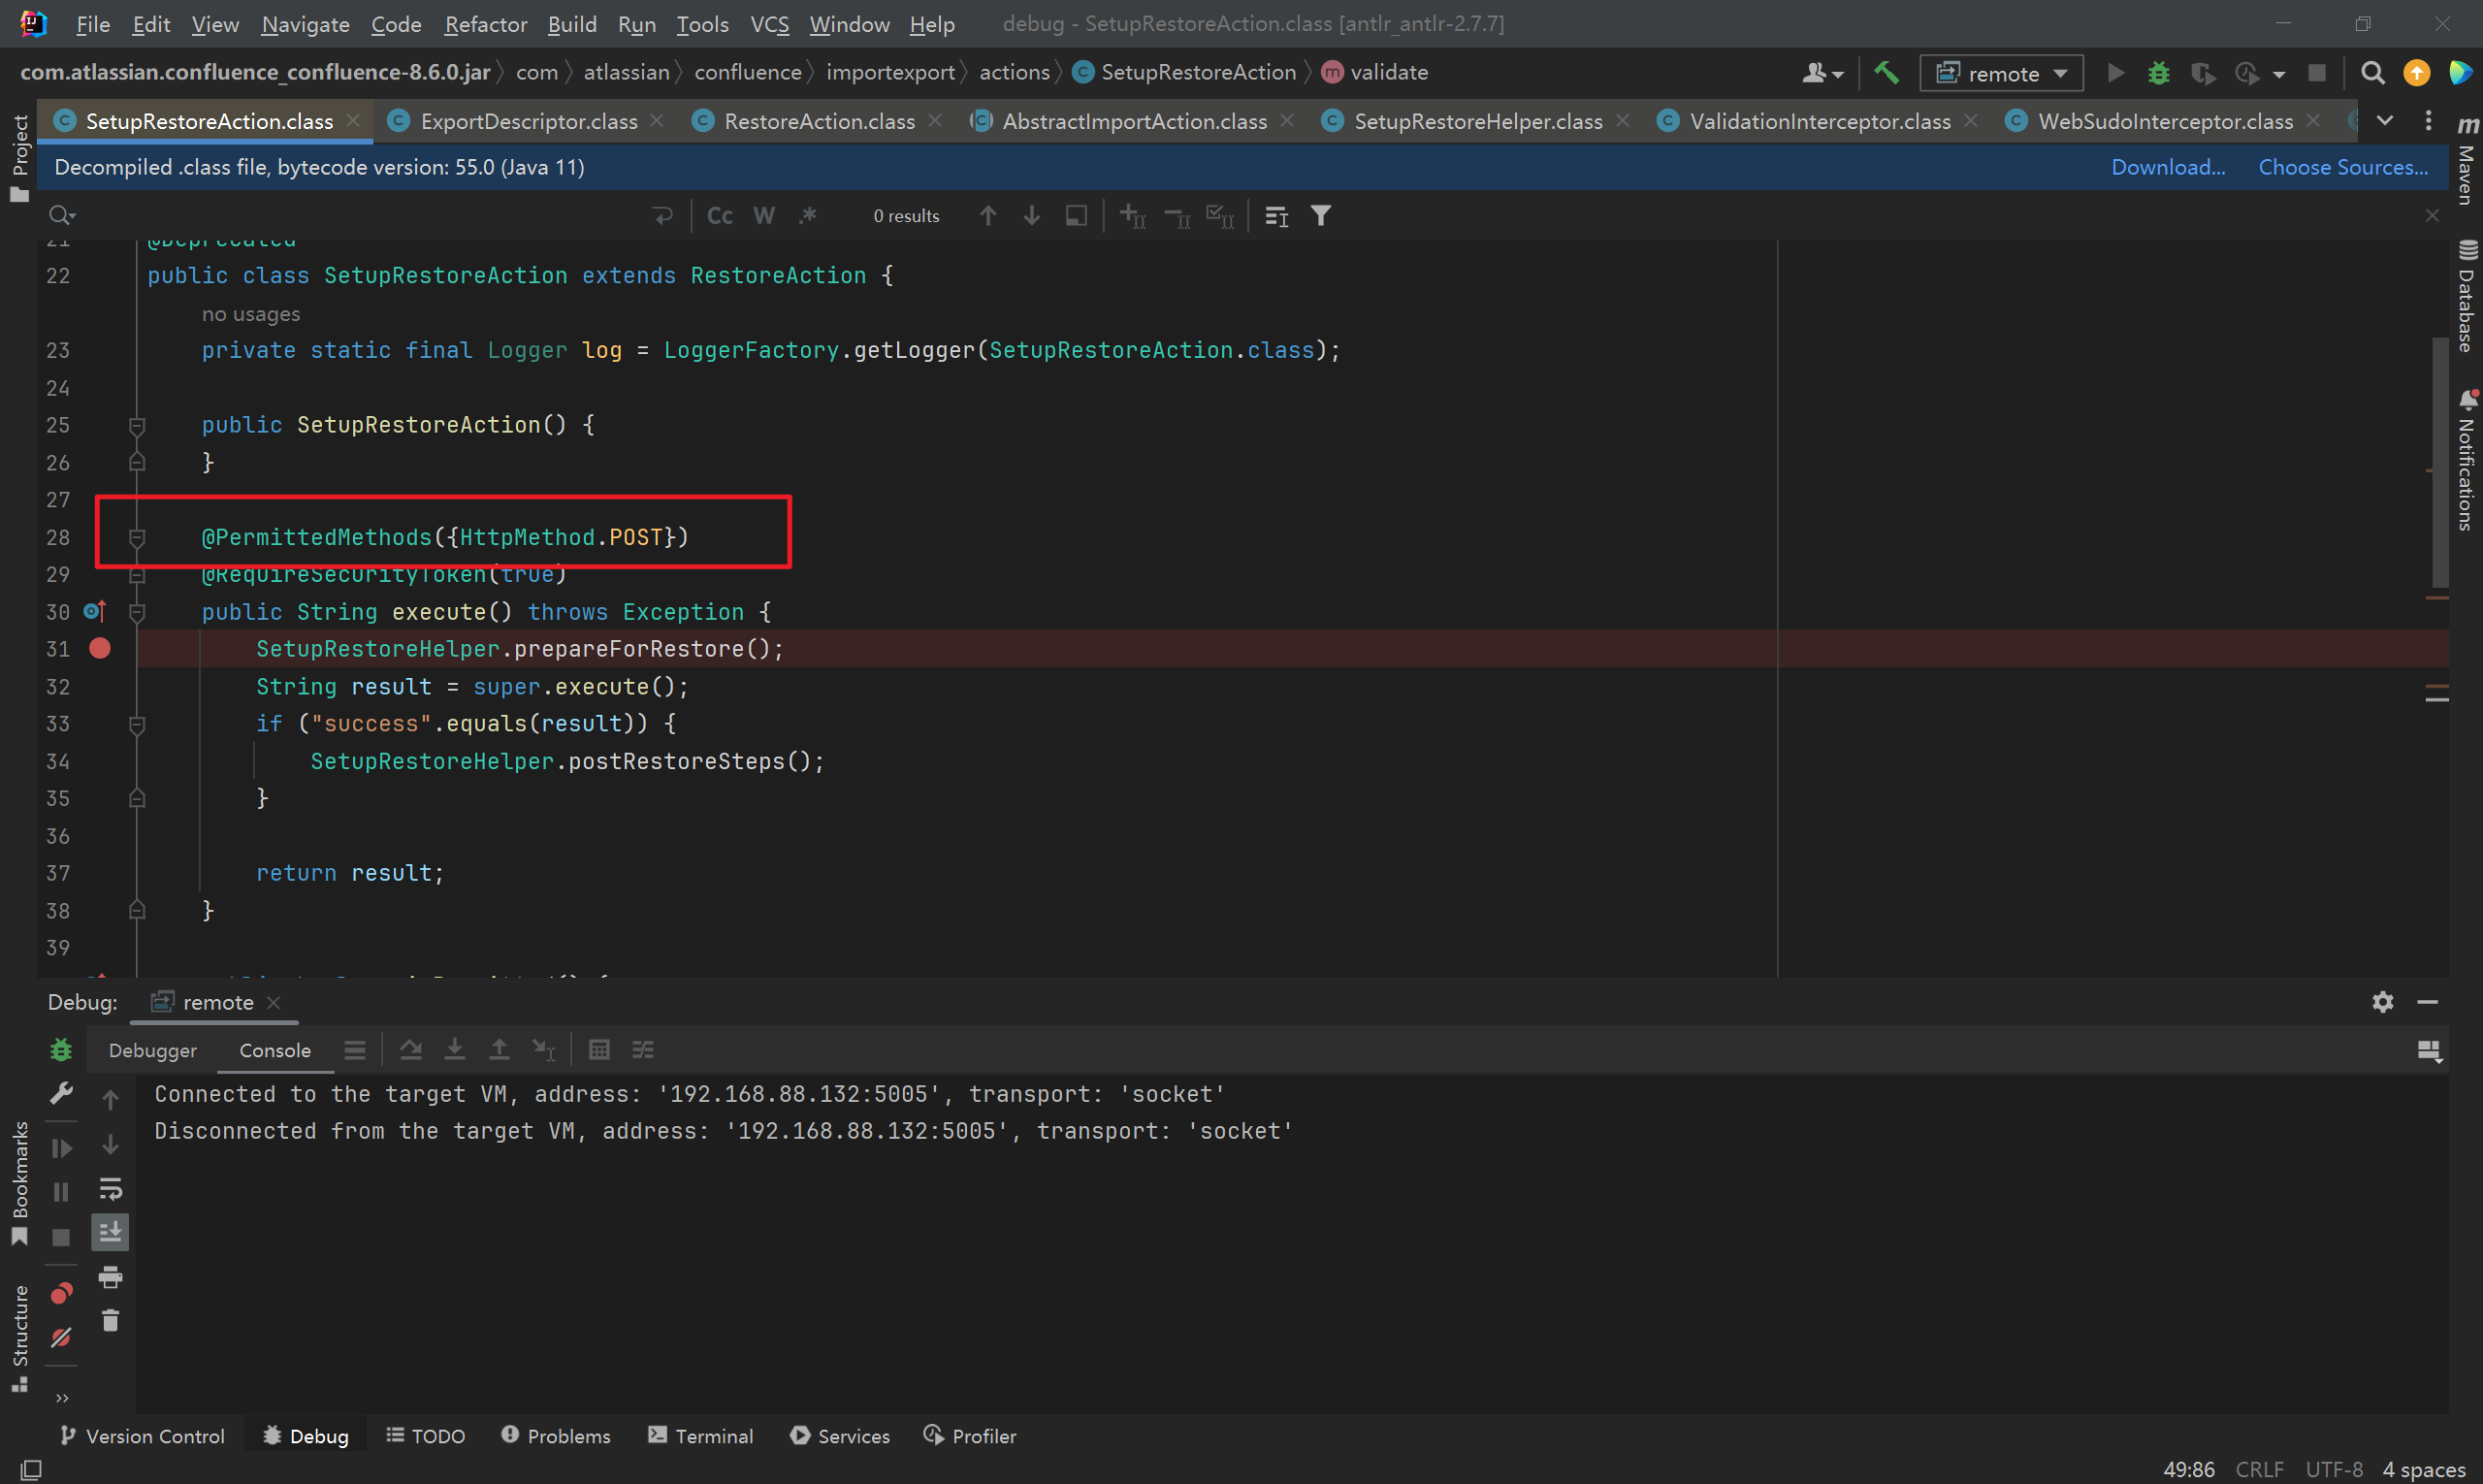 File Edit View Navigate Code Refactor Build Run Tools VCS Window Help debug - SetupRestoreAction.class [antlr_antlr-2.7.7]
com.atlassian.confluence_confluence-8.6.0.jar com atlassian confluence importexport actions SetupRestoreAction validate remote
SetupRestoreAction.class ExportDescriptor.class RestoreAction.class AbstractImportAction.class SetupRestoreHelper.class ValidationInterceptor.class WebSudoInterceptor.class
Decompiled .class file, bytecode version: 55.0 (Java 11) Download... Choose Sources...
Cc W .* 0 results
21 @Deprecated
22 public class SetupRestoreAction extends RestoreAction {
no usages
23 private static final Logger log = LoggerFactory.getLogger(SetupRestoreAction.class);
24
25 public SetupRestoreAction() {
26 }
27
28 @PermittedMethods({HttpMethod.POST})
29 @RequireSecurityToken(true)
30 public String execute() throws Exception {
31 SetupRestoreHelper.prepareForRestore();
32 String result = super.execute();
33 if ("success".equals(result)) {
34 SetupRestoreHelper.postRestoreSteps();
35 }
36
37 return result;
38 }
39
Debug: remote
Debugger Console
Connected to the target VM, address: '192.168.88.132:5005', transport: 'socket'
Disconnected from the target VM, address: '192.168.88.132:5005', transport: 'socket'
Version Control Debug TODO Problems Terminal Services Profiler
49:86 CRLF UTF-8 4 spaces
Project
Bookmarks
Structure
m Maven
Database
Notifications